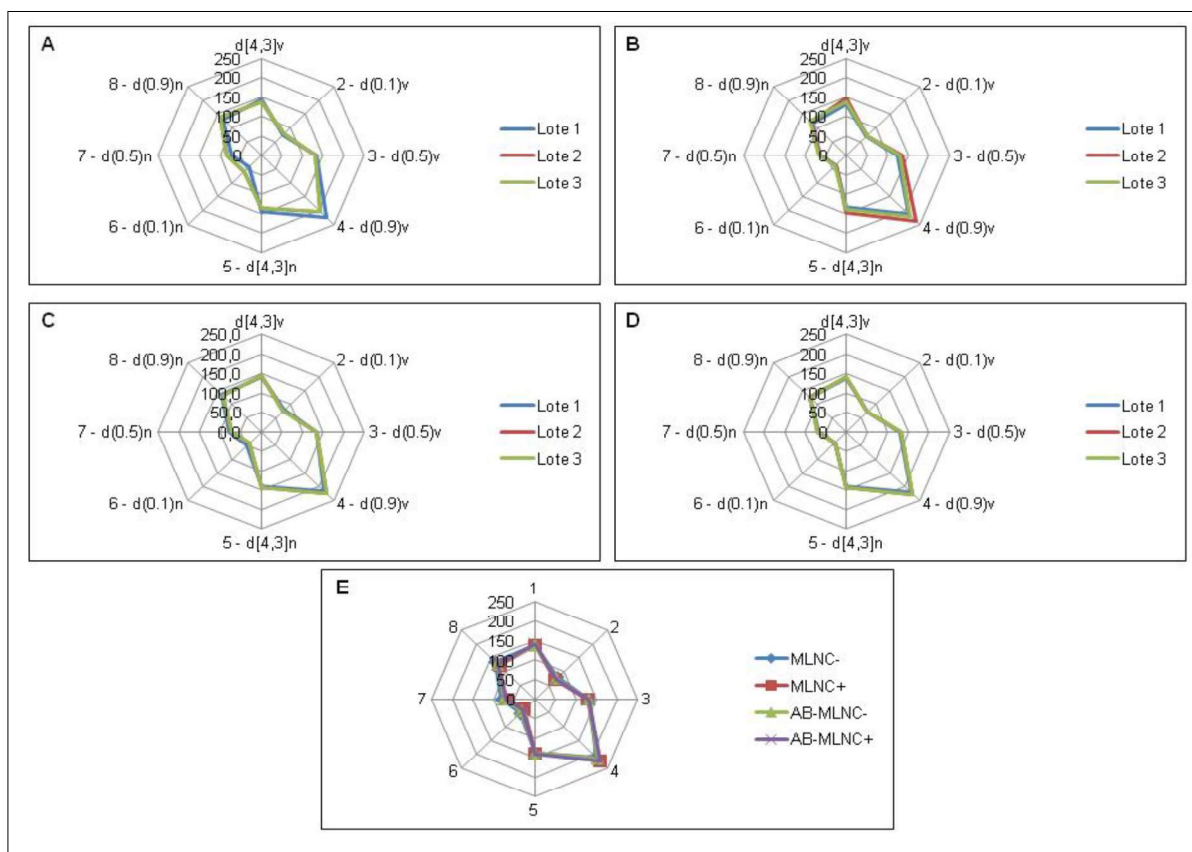 A
d[4,3]v
2 - d(0.1)v
3 - d(0.5)v
4 - d(0.9)v
5 - d[4,3]n
6 - d(0.1)n
7 - d(0.5)n
8 - d(0.9)n
250
200
150
100
50
0
Lote 1
Lote 2
Lote 3
B
d[4,3]v
2 - d(0.1)v
3 - d(0.5)v
4 - d(0.9)v
5 - d[4,3]n
6 - d(0.1)n
7 - d(0.5)n
8 - d(0.9)n
250
200
150
100
50
0
Lote 1
Lote 2
Lote 3
C
d[4,3]v
2 - d(0.1)v
3 - d(0.5)v
4 - d(0.9)v
5 - d[4,3]n
6 - d(0.1)n
7 - d(0.5)n
8 - d(0.9)n
250,0
200,0
150,0
100,0
50,0
0,0
Lote 1
Lote 2
Lote 3
D
d[4,3]v
2 - d(0.1)v
3 - d(0.5)v
4 - d(0.9)v
5 - d[4,3]n
6 - d(0.1)n
7 - d(0.5)n
8 - d(0.9)n
250
200
150
100
50
0
Lote 1
Lote 2
Lote 3
E
1
2
3
4
5
6
7
8
250
200
150
100
50
0
MLNC-
MLNC+
AB-MLNC-
AB-MLNC+